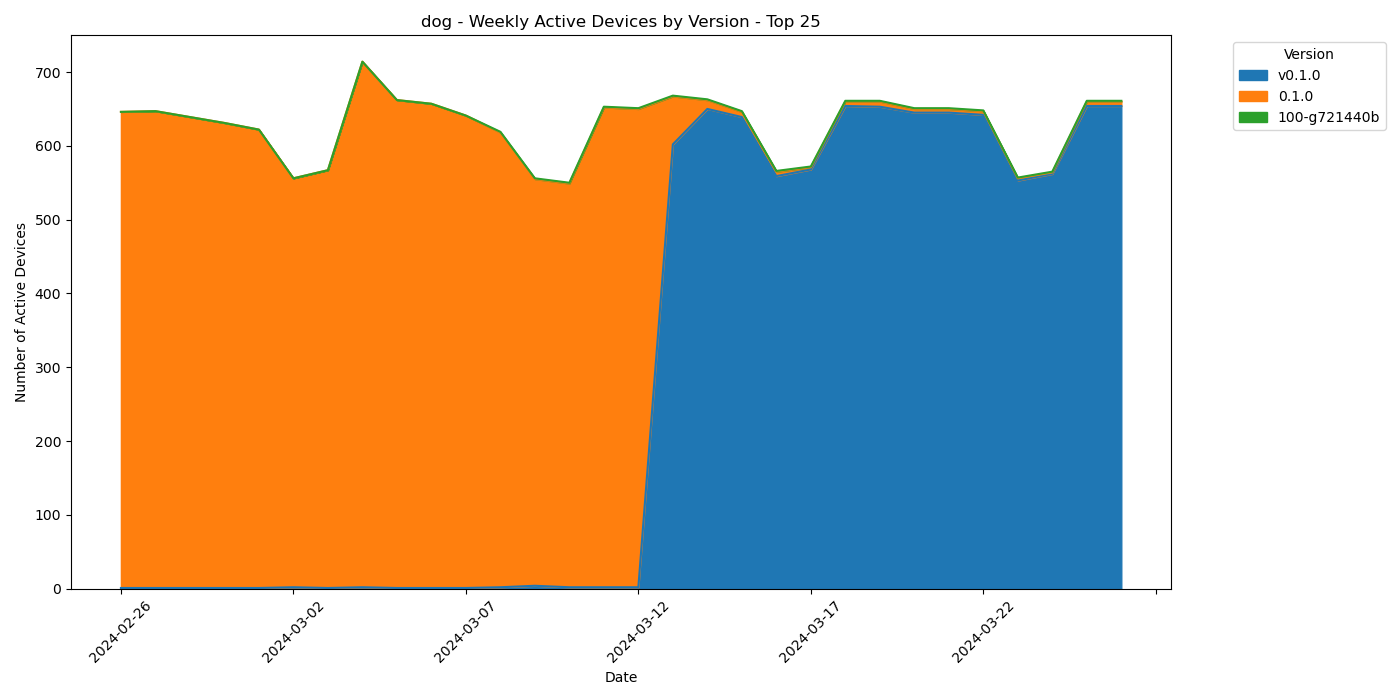 dog - Weekly Active Devices by Version - Top 25
Version
v0.1.0
0.1.0
100-g721440b
Number of Active Devices
700
600
500
400
300
200
100
0
2024-02-26
2024-03-02
2024-03-07
2024-03-12
2024-03-17
2024-03-22
Date